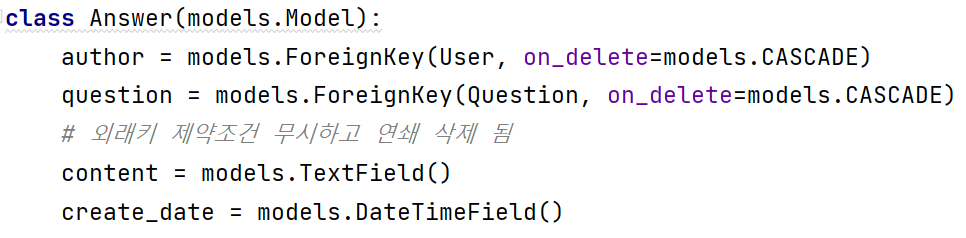 class Answer(models.Model):
    author = models.ForeignKey(User, on_delete=models.CASCADE)
    question = models.ForeignKey(Question, on_delete=models.CASCADE)
    # 외래키 제약조건 무시하고 연쇄 삭제 됨
    content = models.TextField()
    create_date = models.DateTimeField()